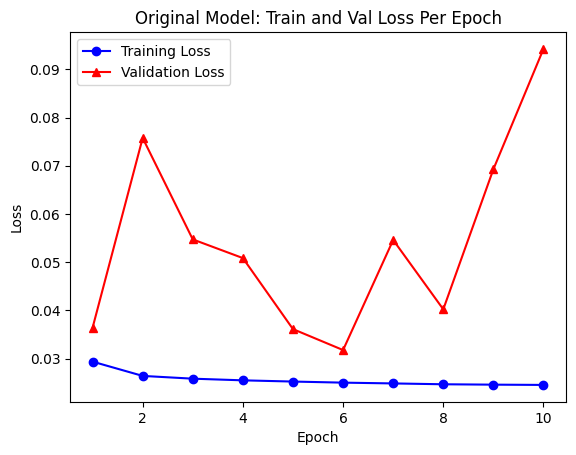 Original Model: Train and Val Loss Per Epoch
Training Loss
Validation Loss
0.09
0.08
0.07
0.06
0.05
0.04
0.03
Loss
2
4
6
8
10
Epoch